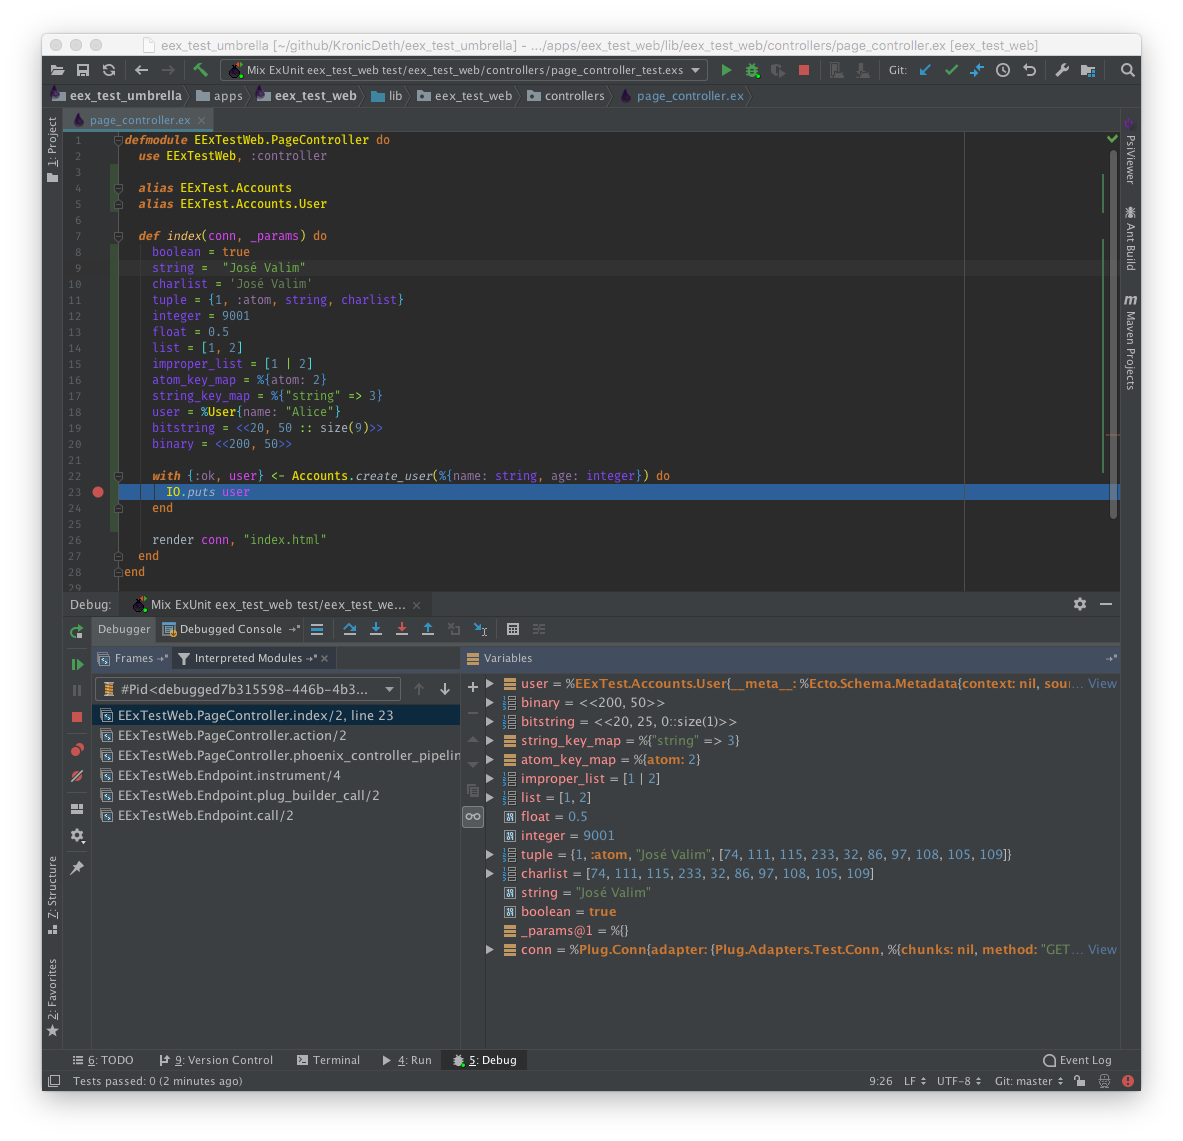 eex_test_umbrella [~/github/KronicDeth/eex_test_umbrella] - .../apps/eex_test_web/lib/eex_test_web/controllers/page_controller.ex [eex_test_web]
Mix ExUnit eex_test_web test/eex_test_web/controllers/page_controller_test.exs
Git:
eex_test_umbrella apps eex_test_web lib eex_test_web controllers page_controller.ex
page_controller.ex
1 defmodule EExTestWeb.PageController do
2 use EExTestWeb, :controller
3
4 alias EExTest.Accounts
5 alias EExTest.Accounts.User
6
7 def index(conn, _params) do
8 boolean = true
9 string =  "José Valim"
10 charlist = 'José Valim'
11 tuple = {1, :atom, string, charlist}
12 integer = 9001
13 float = 0.5
14 list = [1, 2]
15 improper_list = [1 | 2]
16 atom_key_map = %{atom: 2}
17 string_key_map = %{"string" => 3}
18 user = %User{name: "Alice"}
19 bitstring = <<20, 50 :: size(9)>>
20 binary = <<200, 50>>
21
22 with {:ok, user} <- Accounts.create_user(%{name: string, age: integer}) do
23 IO.puts user
24 end
25
26 render conn, "index.html"
27 end
28 end
29
1: Project
Z: Structure
2: Favorites
PsiViewer
Ant Build
m Maven Projects
Debug: Mix ExUnit eex_test_web test/eex_test_we...
Debugger Debugged Console
Frames Interpreted Modules
#Pid<debugged7b315598-446b-4b3...
EExTestWeb.PageController.index/2, line 23
EExTestWeb.PageController.action/2
EExTestWeb.PageController.phoenix_controller_pipelin
EExTestWeb.Endpoint.instrument/4
EExTestWeb.Endpoint.plug_builder_call/2
EExTestWeb.Endpoint.call/2
Variables
user = %EExTest.Accounts.User{__meta__: %Ecto.Schema.Metadata{context: nil, sou... View
binary = <<200, 50>>
bitstring = <<20, 25, 0::size(1)>>
string_key_map = %{"string" => 3}
atom_key_map = %{atom: 2}
improper_list = [1 | 2]
list = [1, 2]
float = 0.5
integer = 9001
tuple = {1, :atom, "José Valim", [74, 111, 115, 233, 32, 86, 97, 108, 105, 109]}
charlist = [74, 111, 115, 233, 32, 86, 97, 108, 105, 109]
string = "José Valim"
boolean = true
_params@1 = %{}
conn = %Plug.Conn{adapter: {Plug.Adapters.Test.Conn, %{chunks: nil, method: "GET... View
6: TODO 9: Version Control Terminal 4: Run 5: Debug Event Log
Tests passed: 0 (2 minutes ago) 9:26 LF UTF-8 Git: master